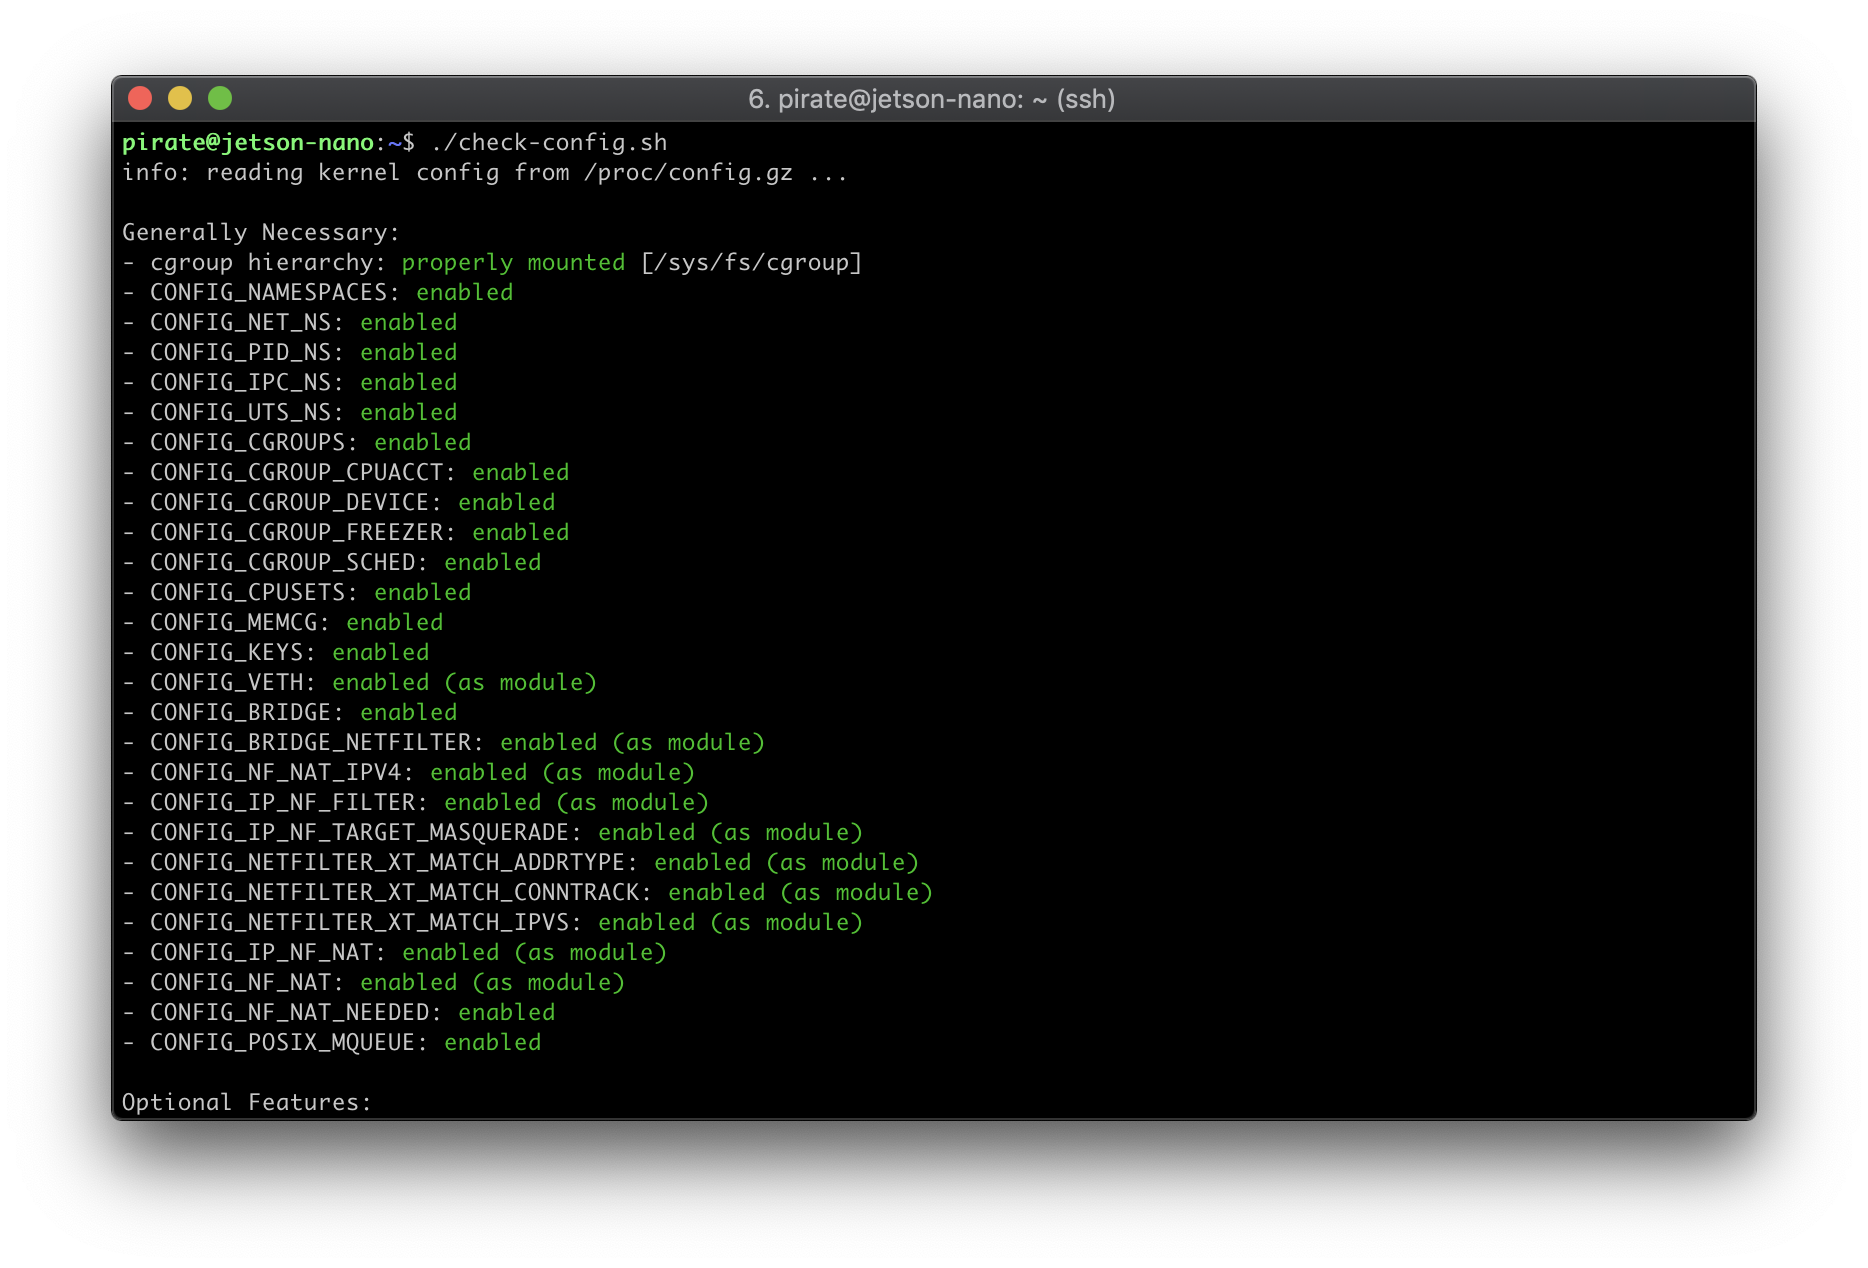 6. pirate@jetson-nano: ~ (ssh)
pirate@jetson-nano:~$ ./check-config.sh
info: reading kernel config from /proc/config.gz ...
Generally Necessary:
- cgroup hierarchy: properly mounted [/sys/fs/cgroup]
- CONFIG_NAMESPACES: enabled
- CONFIG_NET_NS: enabled
- CONFIG_PID_NS: enabled
- CONFIG_IPC_NS: enabled
- CONFIG_UTS_NS: enabled
- CONFIG_CGROUPS: enabled
- CONFIG_CGROUP_CPUACCT: enabled
- CONFIG_CGROUP_DEVICE: enabled
- CONFIG_CGROUP_FREEZER: enabled
- CONFIG_CGROUP_SCHED: enabled
- CONFIG_CPUSETS: enabled
- CONFIG_MEMCG: enabled
- CONFIG_KEYS: enabled
- CONFIG_VETH: enabled (as module)
- CONFIG_BRIDGE: enabled
- CONFIG_BRIDGE_NETFILTER: enabled (as module)
- CONFIG_NF_NAT_IPV4: enabled (as module)
- CONFIG_IP_NF_FILTER: enabled (as module)
- CONFIG_IP_NF_TARGET_MASQUERADE: enabled (as module)
- CONFIG_NETFILTER_XT_MATCH_ADDRTYPE: enabled (as module)
- CONFIG_NETFILTER_XT_MATCH_CONNTRACK: enabled (as module)
- CONFIG_NETFILTER_XT_MATCH_IPVS: enabled (as module)
- CONFIG_IP_NF_NAT: enabled (as module)
- CONFIG_NF_NAT: enabled (as module)
- CONFIG_NF_NAT_NEEDED: enabled
- CONFIG_POSIX_MQUEUE: enabled
Optional Features: